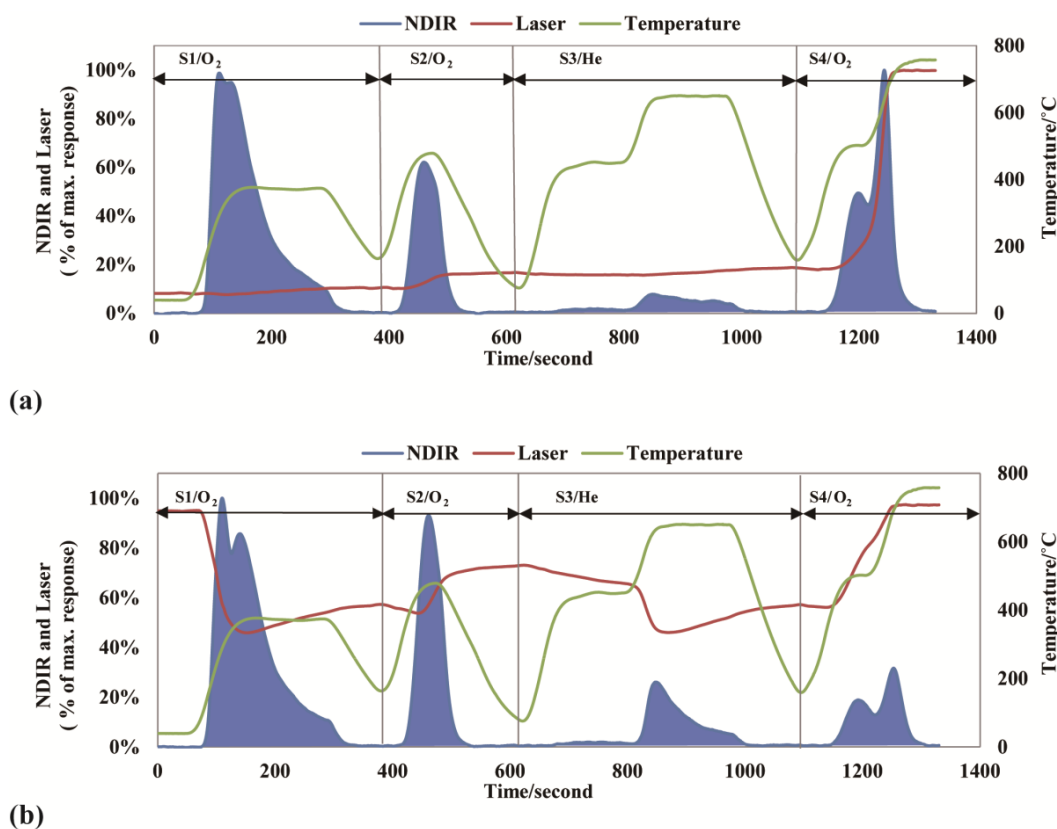 NDIR Laser Temperature
S1/O2 S2/O2 S3/He S4/O2
100%
80%
60%
40%
20%
0%
NDIR and Laser
( % of max. response)
800
600
400
200
0
Temperature/°C
0 200 400 600 800 1000 1200 1400
Time/second
(a)
NDIR Laser Temperature
S1/O2 S2/O2 S3/He S4/O2
100%
80%
60%
40%
20%
0%
NDIR and Laser
( % of max. response)
800
600
400
200
0
Temperature/°C
0 200 400 600 800 1000 1200 1400
Time/second
(b)